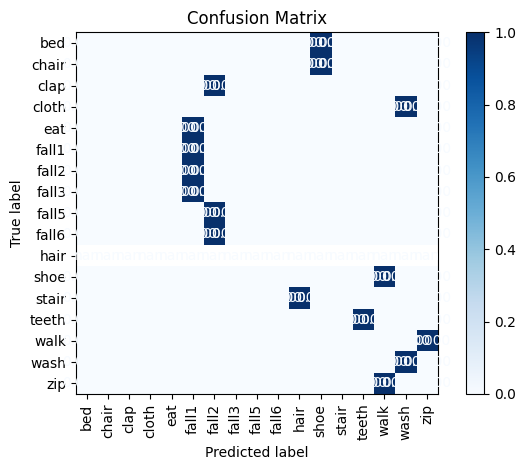 Confusion Matrix
bed
chair
clap
cloth
eat
fall1
fall2
fall3
fall5
fall6
hair
shoe
stair
teeth
walk
wash
zip
True label
bed
chair
clap
cloth
eat
fall1
fall2
fall3
fall5
fall6
hair
shoe
stair
teeth
walk
wash
zip
Predicted label
1.0
0.8
0.6
0.4
0.2
0.0